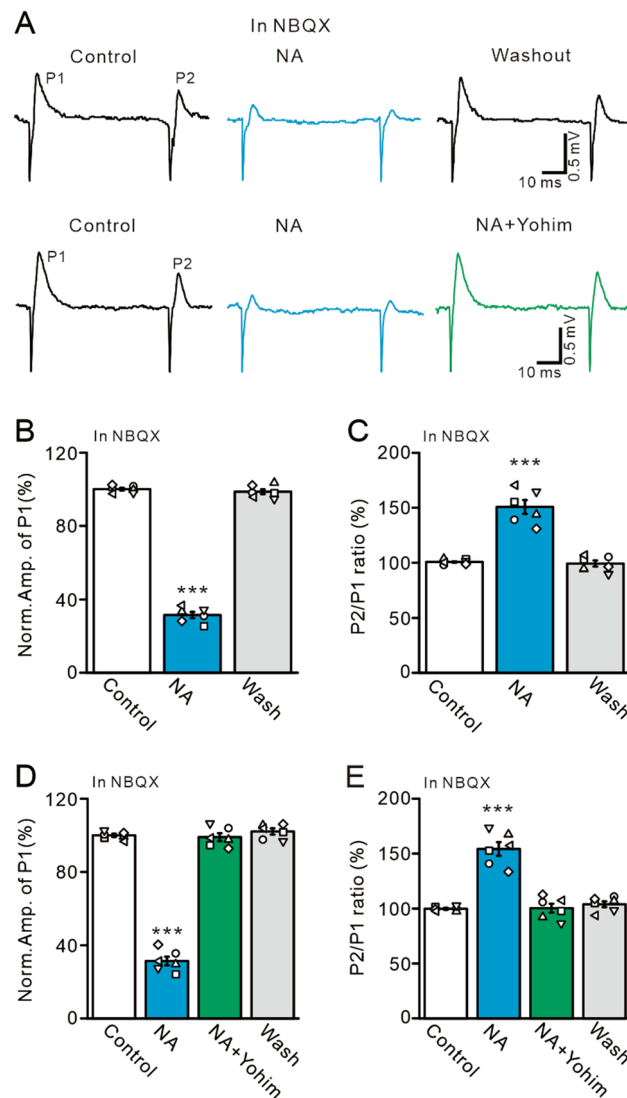 A
In NBQX
Control
NA
Washout
P1
P2
10 ms
0.5 mV
Control
NA
NA+Yohim
P1
P2
10 ms
0.5 mV
B
In NBQX
Norm.Amp. of P1(%)
120
80
40
0
***
Control
NA
Wash
C
In NBQX
P2/P1 ratio (%)
200
150
100
50
0
***
Control
NA
Wash
D
In NBQX
Norm.Amp. of P1(%)
120
80
40
0
***
Control
NA
NA+Yohim
Wash
E
In NBQX
P2/P1 ratio (%)
200
150
100
50
0
***
Control
NA
NA+Yohim
Wash